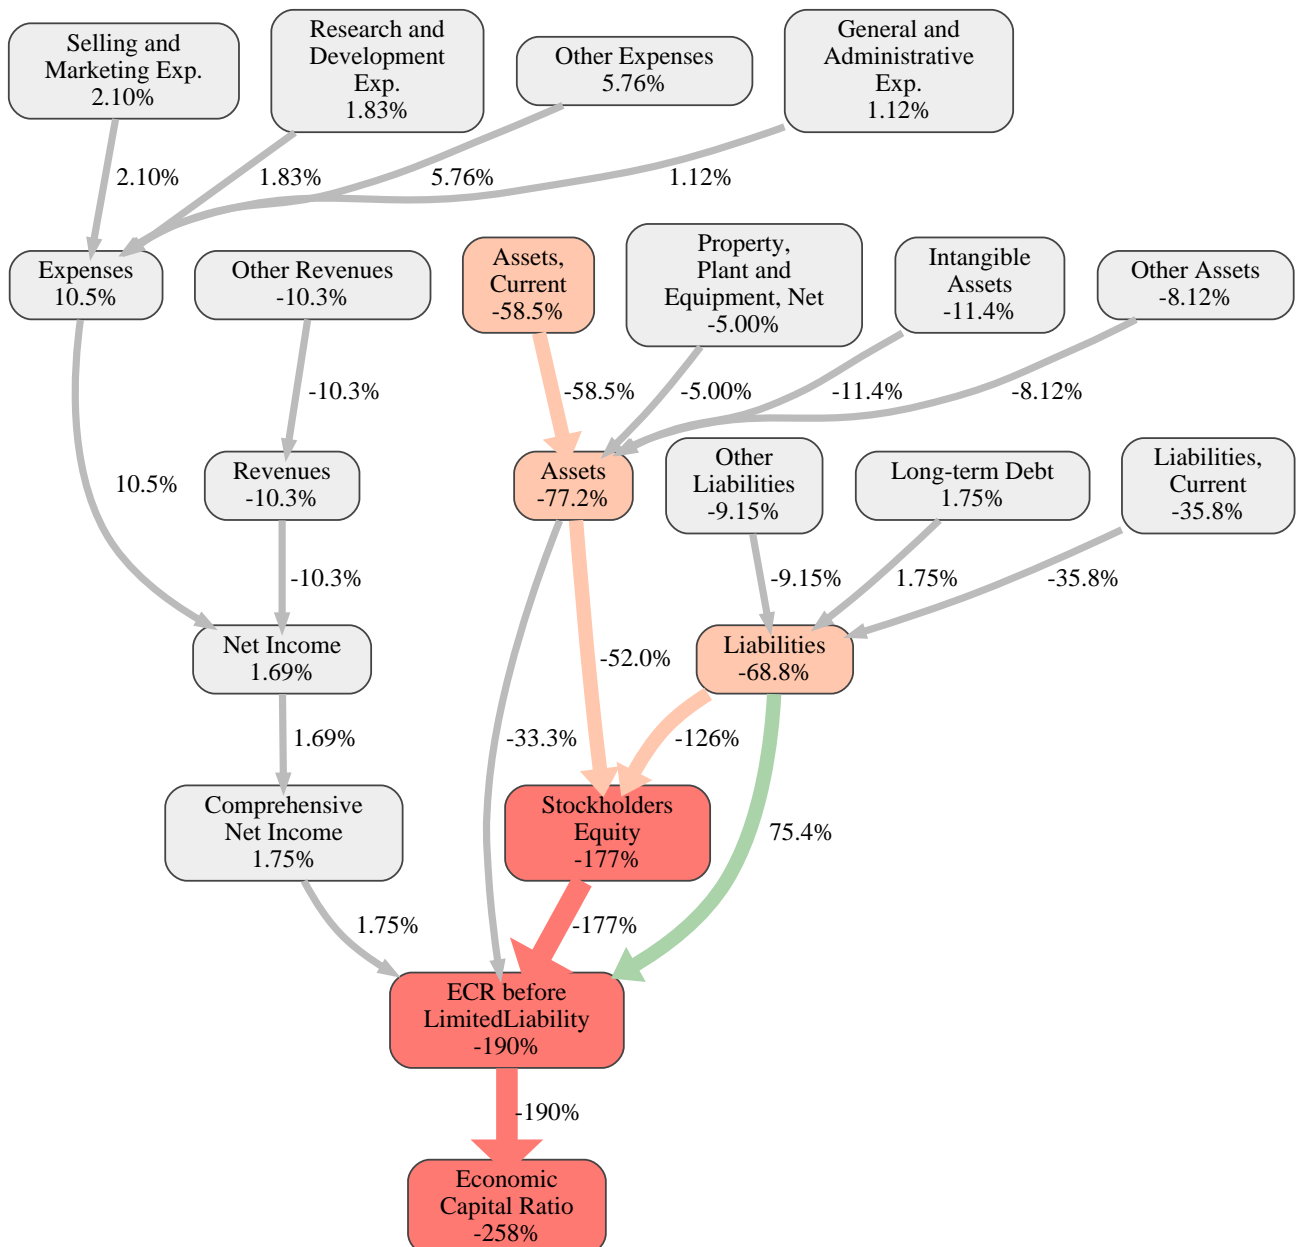 Selling and
Marketing Exp.
2.10%
Research and
Development
Exp.
1.83%
Other Expenses
5.76%
General and
Administrative
Exp.
1.12%
2.10%
1.83%
5.76%
1.12%
Expenses
10.5%
Other Revenues
-10.3%
Assets,
Current
-58.5%
Property,
Plant and
Equipment, Net
-5.00%
Intangible
Assets
-11.4%
Other Assets
-8.12%
-10.3%
-58.5%
-5.00%
-11.4%
-8.12%
10.5%
Revenues
-10.3%
Assets
-77.2%
Other
Liabilities
-9.15%
Long-term Debt
1.75%
Liabilities,
Current
-35.8%
-10.3%
-9.15%
1.75%
-35.8%
Net Income
1.69%
-52.0%
Liabilities
-68.8%
1.69%
-33.3%
-126%
Comprehensive
Net Income
1.75%
Stockholders
Equity
-177%
75.4%
1.75%
-177%
ECR before
LimitedLiability
-190%
-190%
Economic
Capital Ratio
-258%